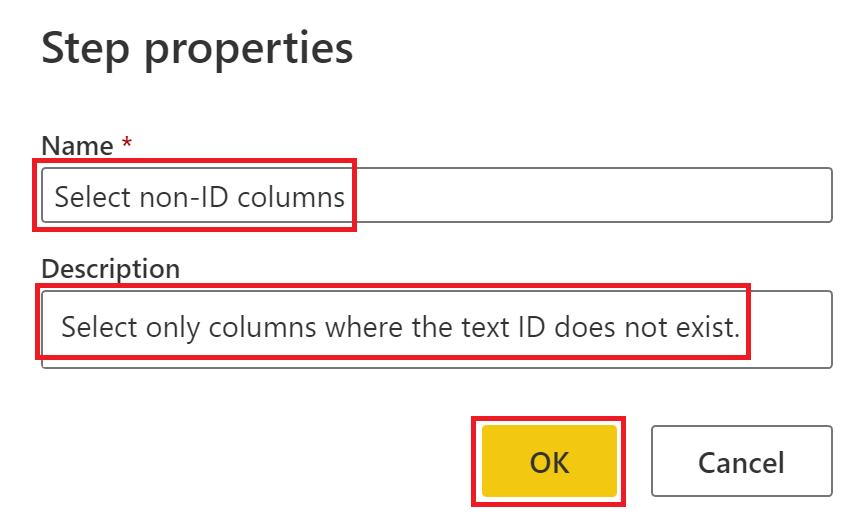 Step properties
Name *
Select non-ID columns
Description
Select only columns where the text ID does not exist.
OK
Cancel